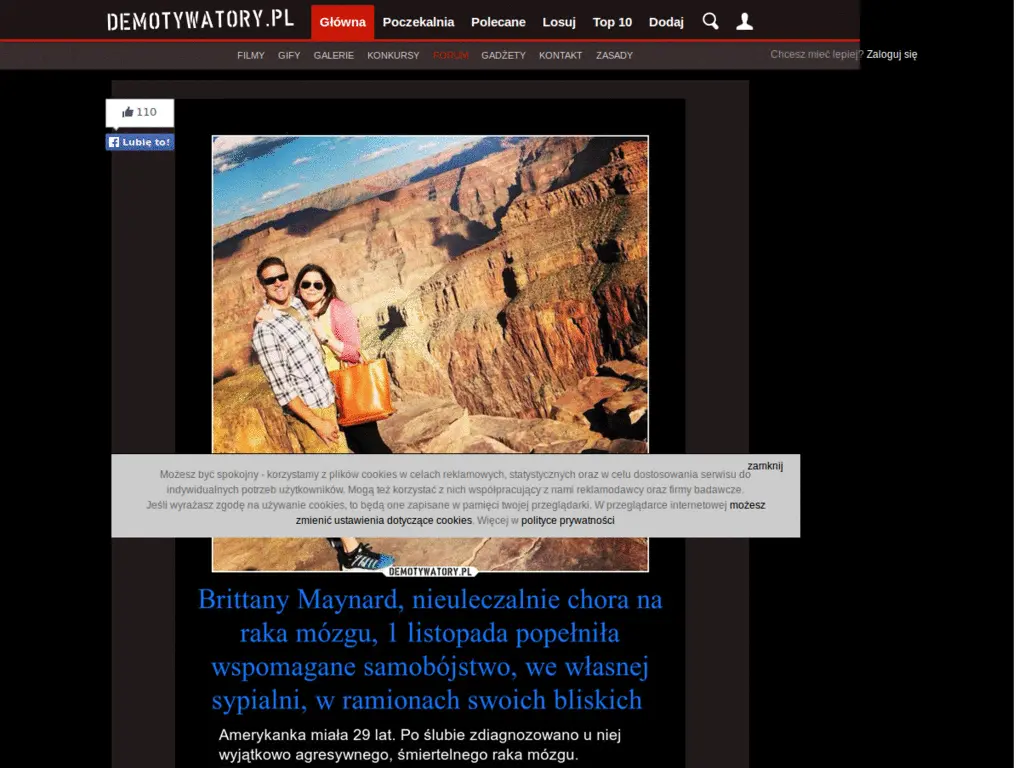 DEMOTYWATORY.PL
Główna Poczekalnia Polecane Losuj Top 10 Dodaj
FILMY GIFY GALERIE KONKURSY FORUM GADŻETY KONTAKT ZASADY
Chcesz mieć lepiej? Zaloguj się
110
Lubię to!
zamknij
Możesz być spokojny - korzystamy z plików cookies w celach reklamowych, statystycznych oraz w celu dostosowania serwisu do
indywidualnych potrzeb użytkowników. Mogą też korzystać z nich współpracujący z nami reklamodawcy oraz firmy badawcze.
Jeśli wyrażasz zgodę na używanie cookies, to będą one zapisane w pamięci twojej przeglądarki. W przeglądarce internetowej możesz
zmienić ustawienia dotyczące cookies. Więcej w polityce prywatności
DEMOTYWATORY.PL
Brittany Maynard, nieuleczalnie chora na
raka mózgu, 1 listopada popełniła
wspomagane samobójstwo, we własnej
sypialni, w ramionach swoich bliskich
Amerykanka miała 29 lat. Po ślubie zdiagnozowano u niej
wyjątkowo agresywnego, śmiertelnego raka mózgu.